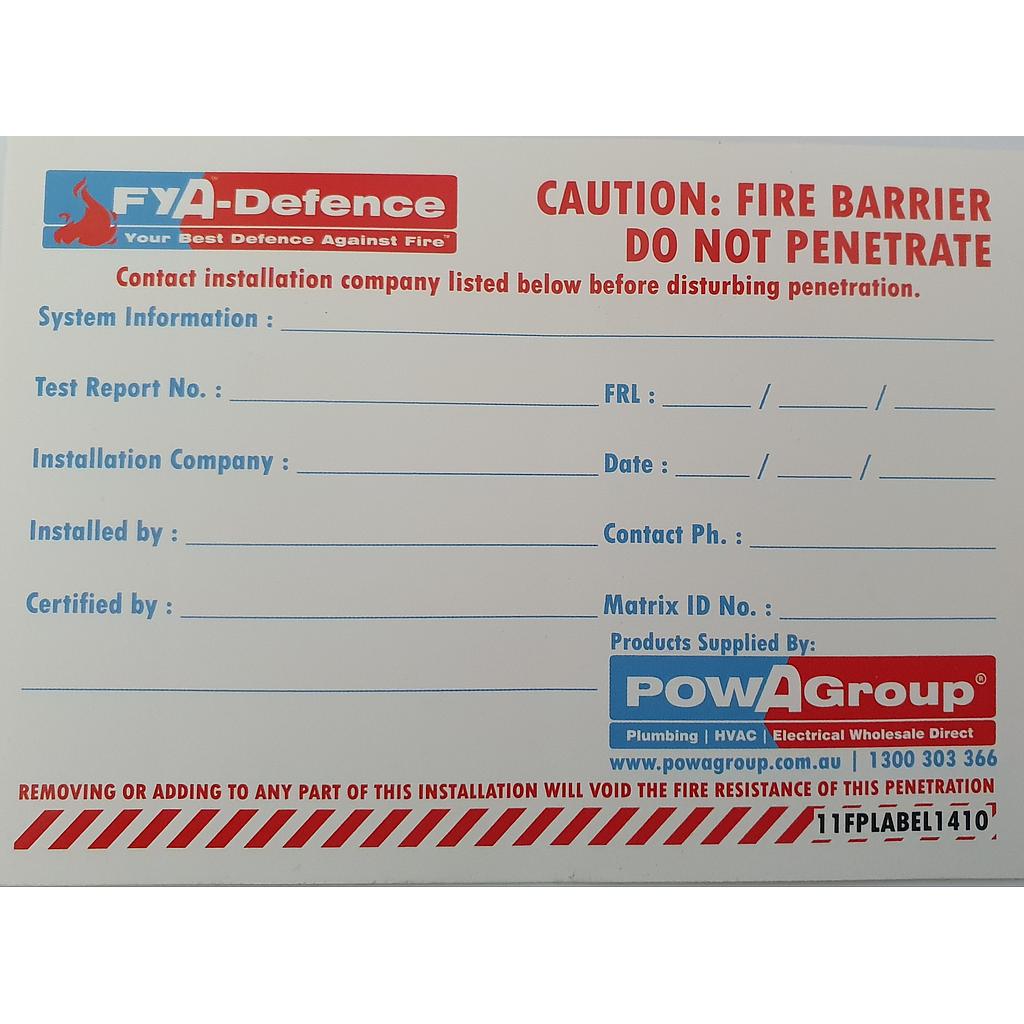 FYA-Defence™
Your Best Defence Against Fire™
CAUTION: FIRE BARRIER
DO NOT PENETRATE
Contact installation company listed below before disturbing penetration.
System Information :
Test Report No. : FRL : / /
Installation Company : Date : / /
Installed by : Contact Ph. :
Certified by : Matrix ID No. :
Products Supplied By:
POWAGroup®
Plumbing | HVAC | Electrical Wholesale Direct
www.powagroup.com.au | 1300 303 366
REMOVING OR ADDING TO ANY PART OF THIS INSTALLATION WILL VOID THE FIRE RESISTANCE OF THIS PENETRATION
11FPLABEL1410